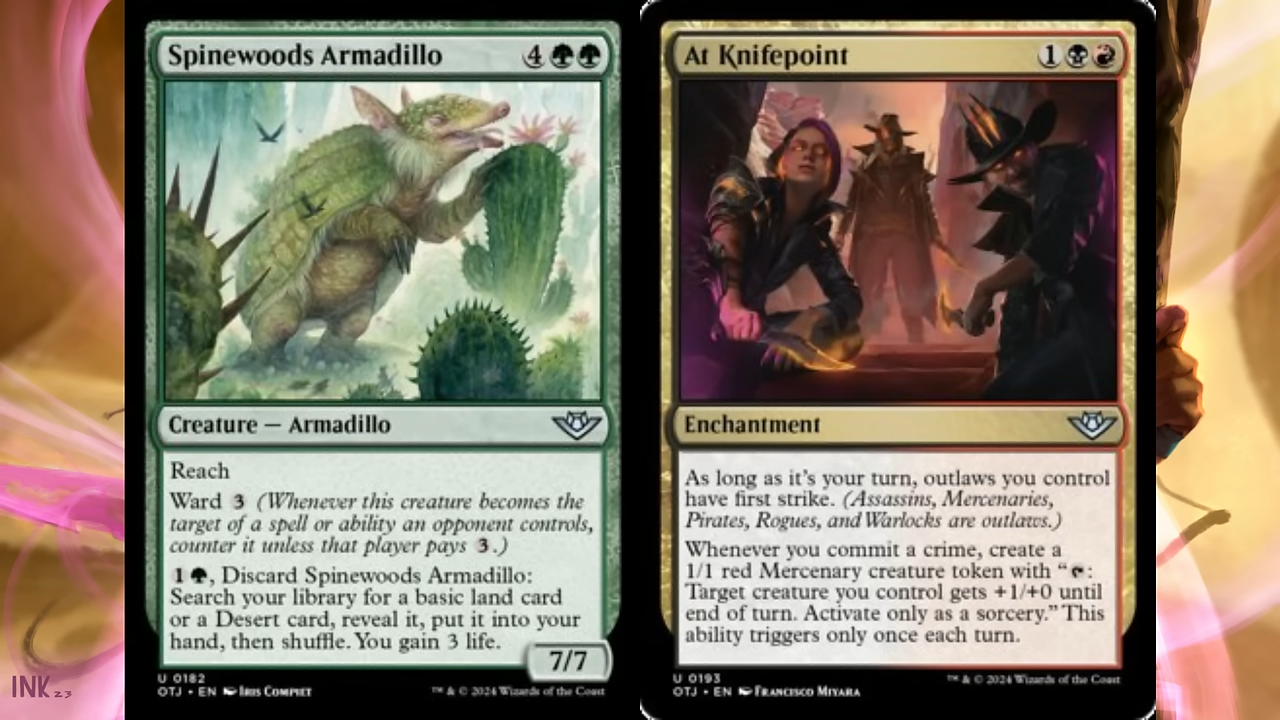 Spinewoods Armadillo 4
Creature — Armadillo
Reach
Ward 3 (Whenever this creature becomes the
target of a spell or ability an opponent controls,
counter it unless that player pays 3.)
1, Discard Spinewoods Armadillo:
Search your library for a basic land card
or a Desert card, reveal it, put it into your
hand, then shuffle. You gain 3 life.
7/7
U 0182
OTJ • EN Iris Compiet
™ & © 2024 Wizards of the Coast
At Knifepoint 1
Enchantment
As long as it's your turn, outlaws you control
have first strike. (Assassins, Mercenaries,
Pirates, Rogues, and Warlocks are outlaws.)
Whenever you commit a crime, create a
1/1 red Mercenary creature token with “:
Target creature you control gets +1/+0 until
end of turn. Activate only as a sorcery.” This
ability triggers only once each turn.
U 0193
OTJ • EN Francisco Miyara
™ & © 2024 Wizards of the Coast
INK 23